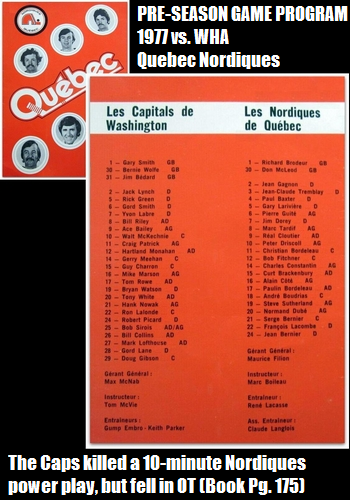 PRE-SEASON GAME PROGRAM
1977 vs. WHA
Quebec Nordiques
Québec
Les Capitals de
Washington
1 — Gary Smith GB
30 — Bernie Wolfe GB
31 — Jim Bédard GB
2 — Jack Lynch D
5 — Rick Green D
6 — Gord Smith D
7 — Yvon Labre D
8 — Bill Riley AD
9 — Ace Bailey AG
10 — Walt McKechnie C
11 — Craig Patrick AG
12 — Hartland Monahan AD
14 — Gerry Meehan C
15 — Guy Charron C
16 — Mike Marson AG
17 — Tom Rowe AD
19 — Bryan Watson D
20 — Tony White AD
21 — Hank Nowak AG
22 — Ron Lalonde C
24 — Robert Picard D
25 — Bob Sirois AD/AG
26 — Bill Collins AD
27 — Mark Lofthouse AD
28 — Gord Lane D
29 — Doug Gibson C
Gérant Général :
Max McNab
Instructeur :
Tom McVie
Entraîneurs :
Gump Embro - Keith Parker
Les Nordiques
de Québec
1 — Richard Brodeur GB
30 — Don McLeod GB
2 — Jean Gagnon D
3 — Jean-Claude Tremblay D
4 — Paul Baxter D
5 — Gary Larivière D
6 — Pierre Guité AG
7 — Jim Dorey D
8 — Marc Tardif AG
9 — Réal Cloutier AD
10 — Peter Driscoll AG
11 — Christian Bordeleau C
12 — Bob Fitchner C
14 — Charles Constantin AG
15 — Curt Brackenbury AD
16 — Alain Côté AG
17 — Paulin Bordeleau AD
18 — André Boudrias C
19 — Steve Sutherland AG
20 — Normand Dubé AG
21 — Serge Bernier C
22 — François Lacombe D
24 — Jean Bernier D
Gérant Général :
Maurice Filion
Instructeur :
Marc Boileau
Entraîneur :
René Lacasse
Ass. Entraîneur :
Claude Langlois
The Caps killed a 10-minute Nordiques
power play, but fell in OT (Book Pg. 175)